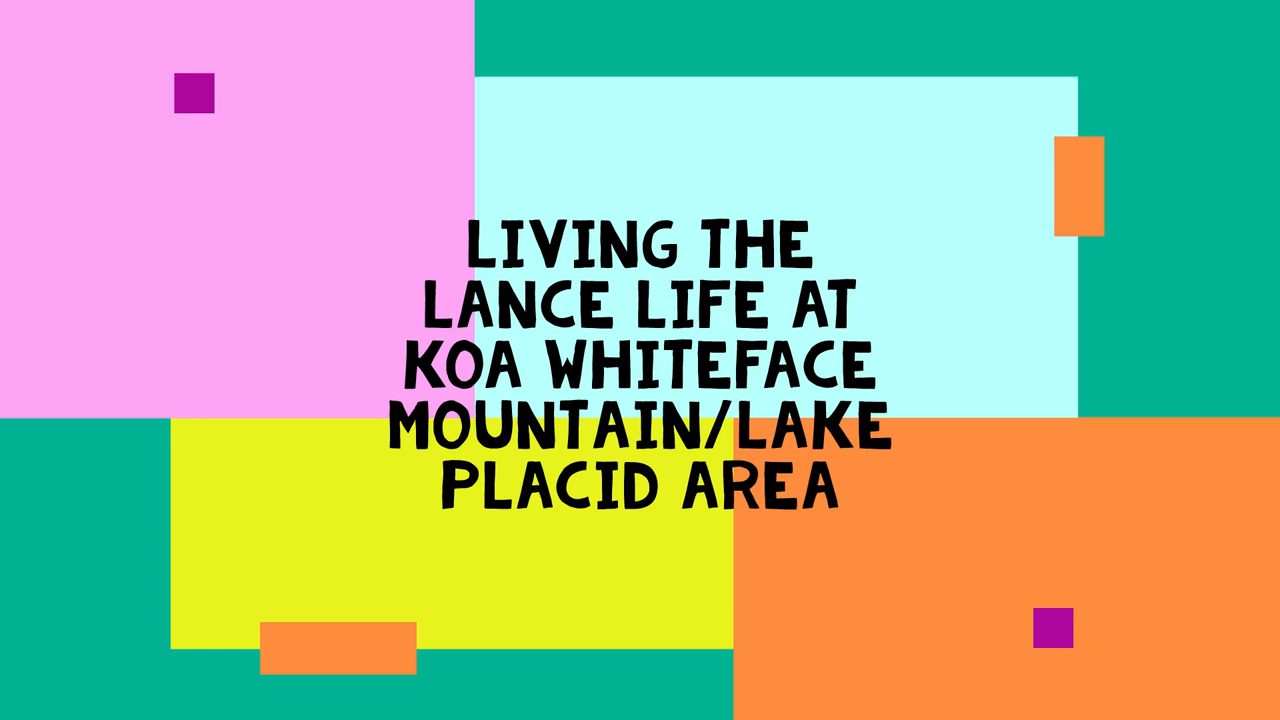 LIVING THE
LANCE LIFE AT
KOA WHITEFACE
MOUNTAIN/LAKE
PLACID AREA